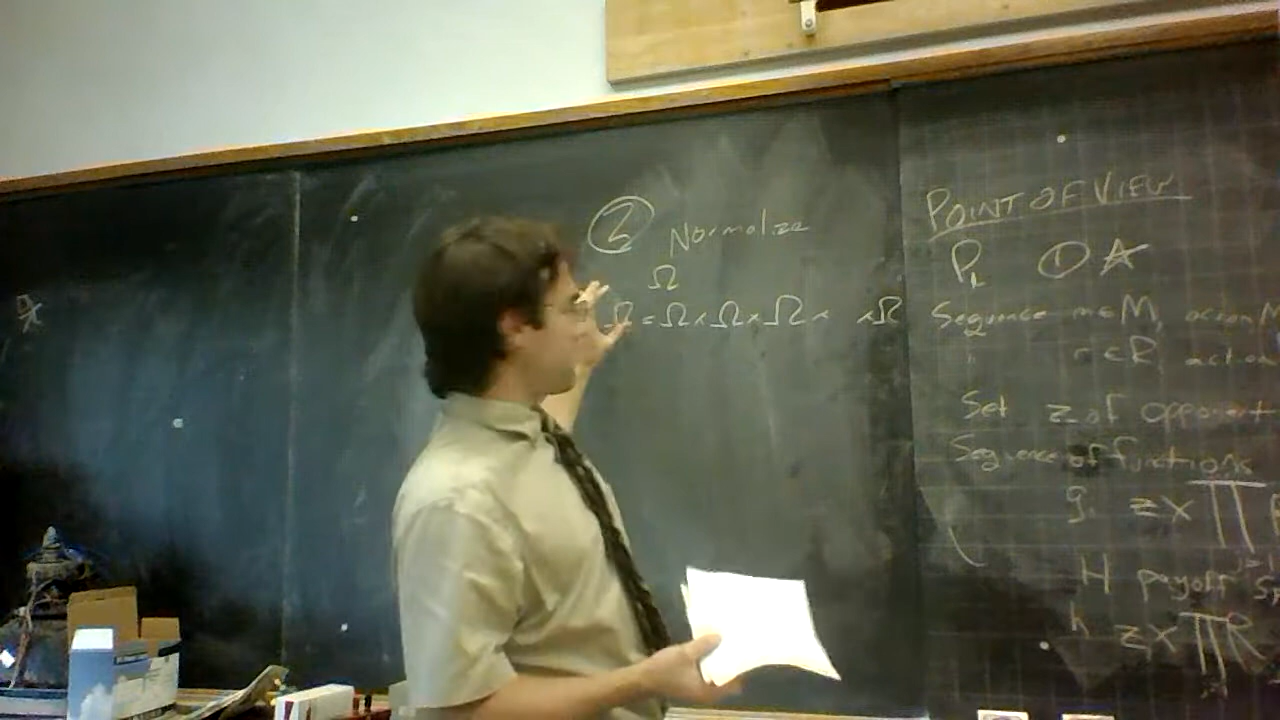 ② Normalize
Ω
Ω = Ω × Ω × Ω × × Ω
POINT OF VIEW
P₁ ① A
Sequence m∈M, action M
r∈R action
Set Z of opponent
Sequence of functions
g. Z × ∏ R
H payoff
h Z × ∏ R